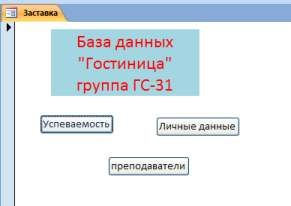 Заставка
База данных
"Гостиница"
группа ГС-31
Успеваемость
Личные данные
преподаватели